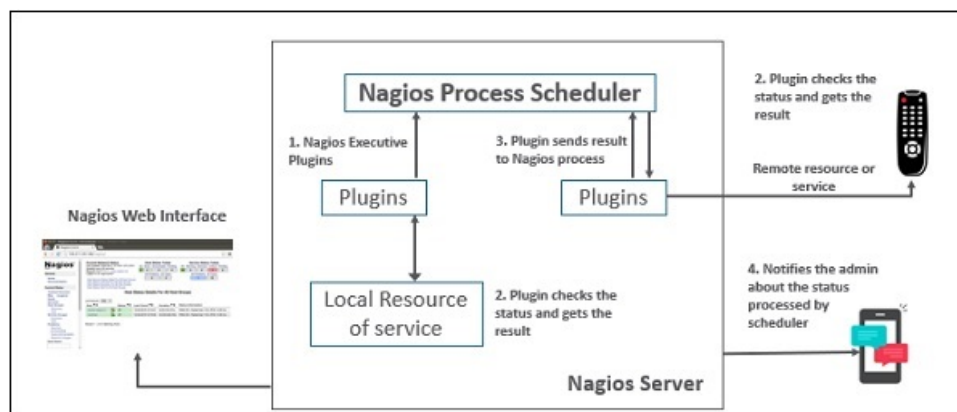 Nagios Process Scheduler
1. Nagios Executive
Plugins
3. Plugin sends result
to Nagios process
2. Plugin checks the
status and gets the
result
Plugins
Plugins
Remote resource or
service
Nagios Web Interface
Nagios
Local Resource
of service
2. Plugin checks the
status and gets the
result
4. Notifies the admin
about the status
processed by
scheduler
Nagios Server